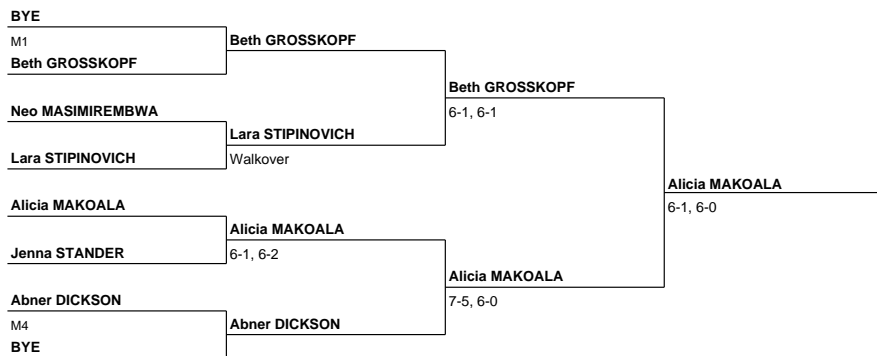 BYE
M1
Beth GROSSKOPF
Neo MASIMIREMBWA
Lara STIPINOVICH
Alicia MAKOALA
Jenna STANDER
Abner DICKSON
M4
BYE
Beth GROSSKOPF
Lara STIPINOVICH
Walkover
Alicia MAKOALA
6-1, 6-2
Abner DICKSON
Beth GROSSKOPF
6-1, 6-1
Alicia MAKOALA
7-5, 6-0
Alicia MAKOALA
6-1, 6-0